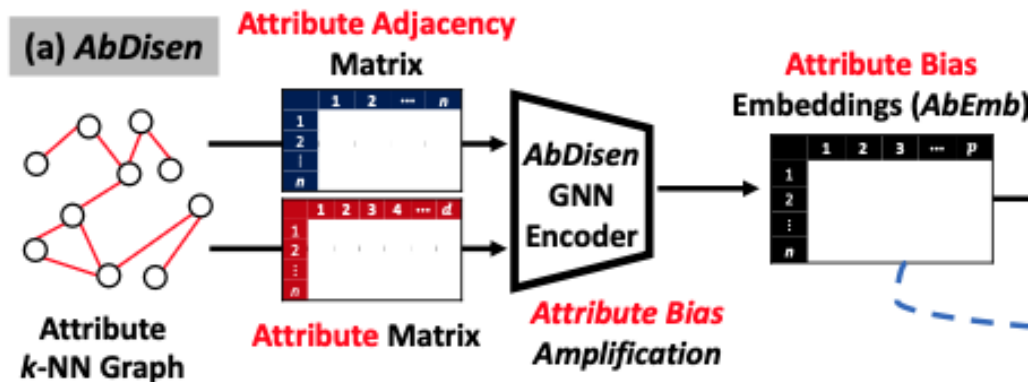 (a) AbDisen
Attribute Adjacency
Matrix
1 2 ... n
1
2
⋮
n
Attribute
k-NN Graph
1 2 3 4 ... d
1
2
⋮
n
Attribute Matrix
AbDisen
GNN
Encoder
Attribute Bias
Amplification
Attribute Bias
Embeddings (AbEmb)
1 2 3 ... p
1
2
⋮
n